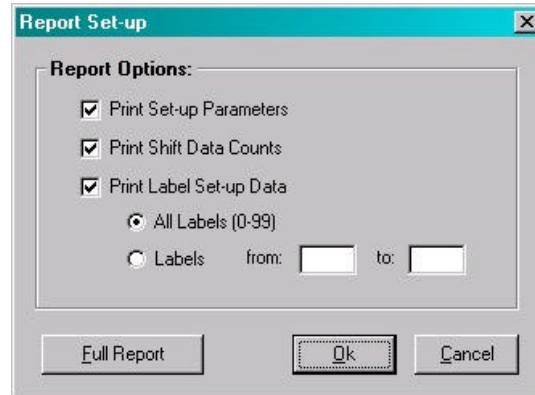 Report Set-up
Report Options:
Print Set-up Parameters
Print Shift Data Counts
Print Label Set-up Data
All Labels (0-99)
Labels from: to:
Full Report Ok Cancel